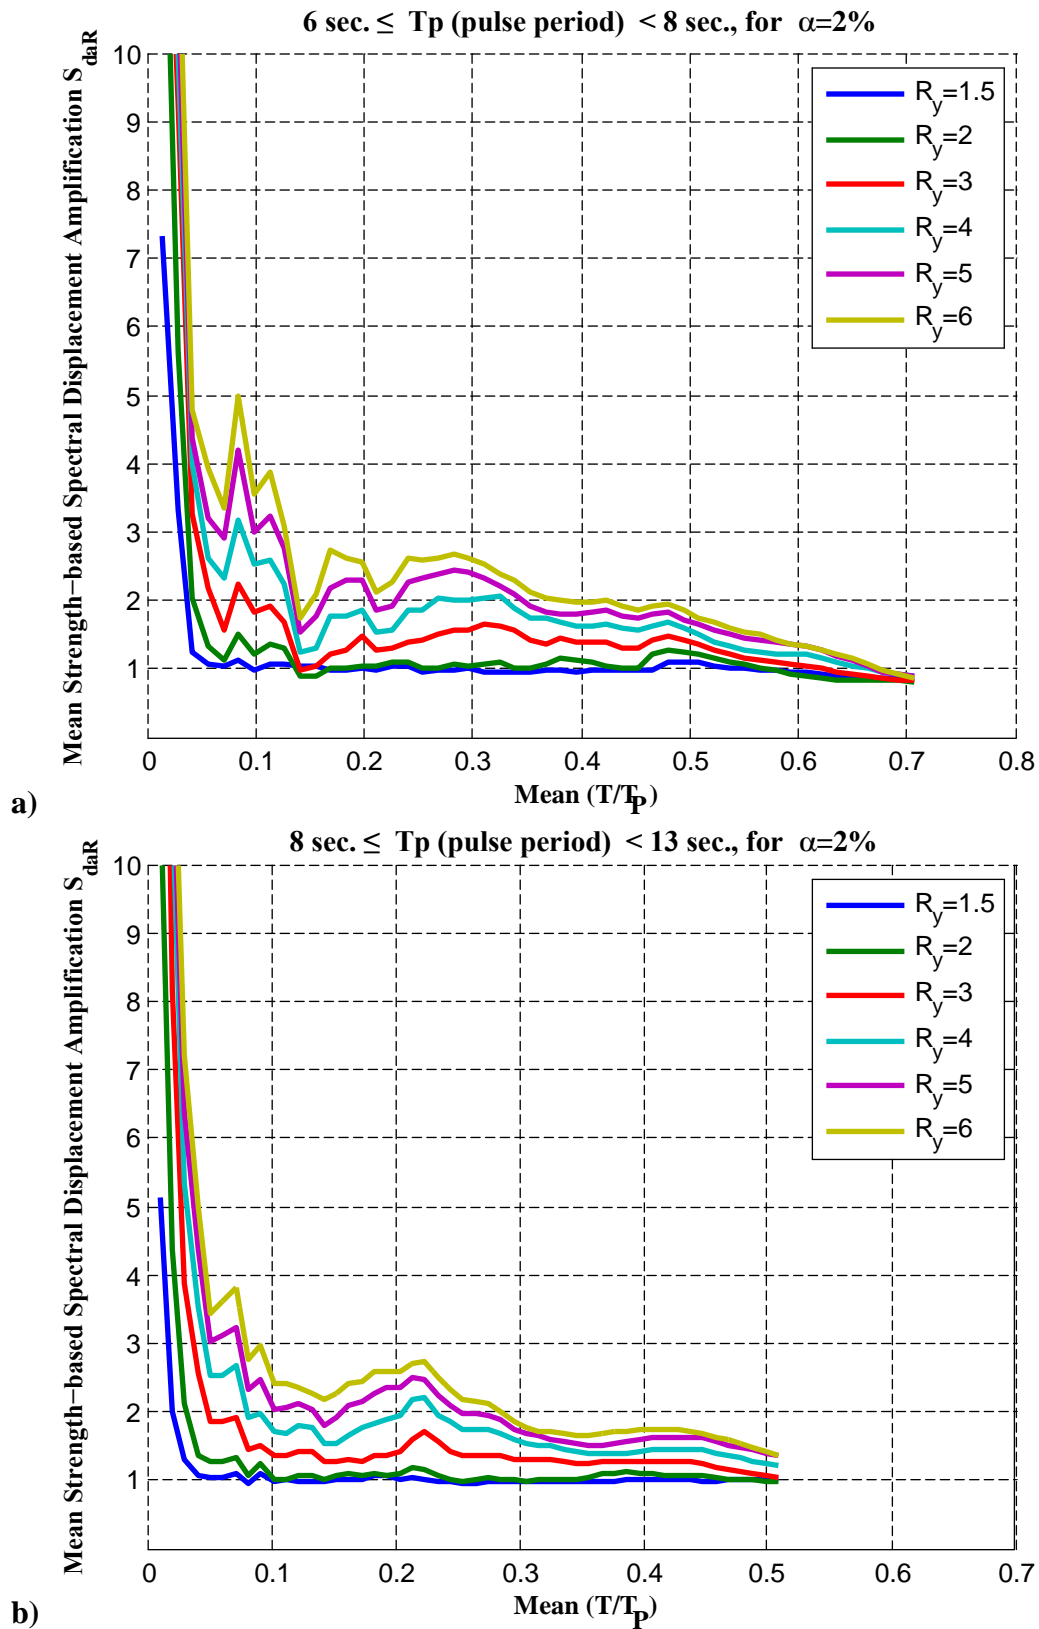 6 sec. ≤ Tp (pulse period) < 8 sec., for α=2%
Mean Strength-based Spectral Displacement Amplification S_daR
10
9
8
7
6
5
4
3
2
1
R_y=1.5
R_y=2
R_y=3
R_y=4
R_y=5
R_y=6
0 0.1 0.2 0.3 0.4 0.5 0.6 0.7 0.8
Mean (T/T_P)
a)
8 sec. ≤ Tp (pulse period) < 13 sec., for α=2%
Mean Strength-based Spectral Displacement Amplification S_daR
10
9
8
7
6
5
4
3
2
1
R_y=1.5
R_y=2
R_y=3
R_y=4
R_y=5
R_y=6
0 0.1 0.2 0.3 0.4 0.5 0.6 0.7
Mean (T/T_P)
b)